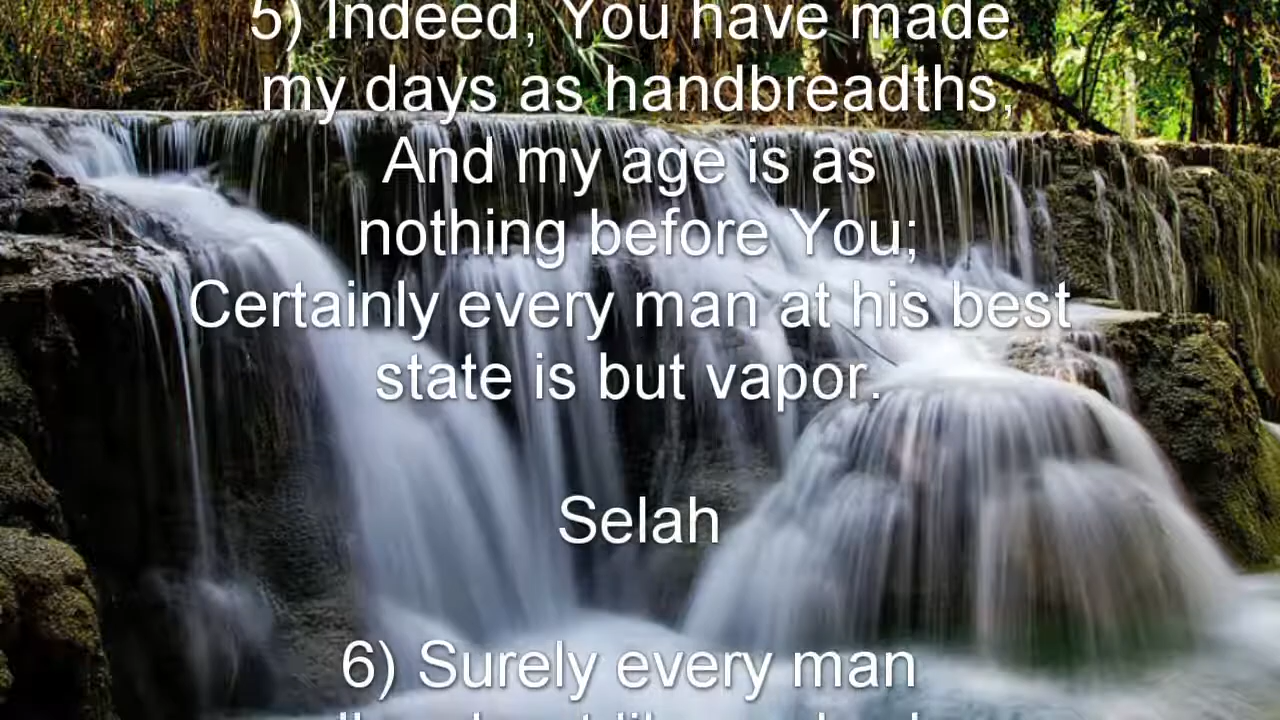 5) Indeed, You have made
my days as handbreadths,
And my age is as
nothing before You;
Certainly every man at his best
state is but vapor.
Selah
6) Surely every man